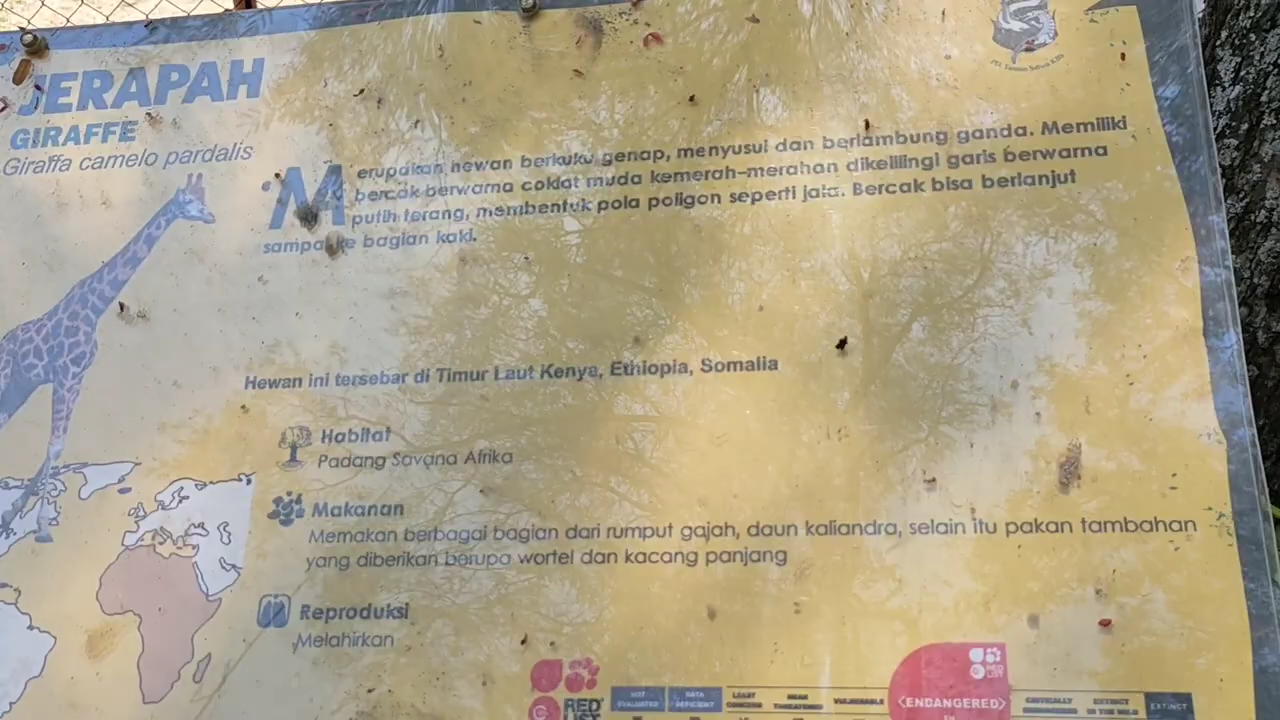 JERAPAH
GIRAFFE
Giraffa camelo pardalis
Merupakan hewan berkuku genap, menyusui dan berlambung ganda. Memiliki
bercak berwarna coklat muda kemerah-merahan dikelilingi garis berwarna
putih terang, membentuk pola poligon seperti jala. Bercak bisa berlanjut
sampai ke bagian kaki.
Hewan ini tersebar di Timur Laut Kenya, Ethiopia, Somalia
Habitat
Padang Savana Afrika
Makanan
Memakan berbagai bagian dari rumput gajah, daun kaliandra, selain itu pakan tambahan
yang diberikan berupa wortel dan kacang panjang
Reproduksi
Melahirkan
RED LIST
NOT EVALUATED
DATA DEFICIENT
LEAST CONCERN
NEAR THREATENED
VULNERABLE
RED LIST
<ENDANGERED>
EN
CRITICALLY ENDANGERED
EXTINCT IN THE WILD
EXTINCT